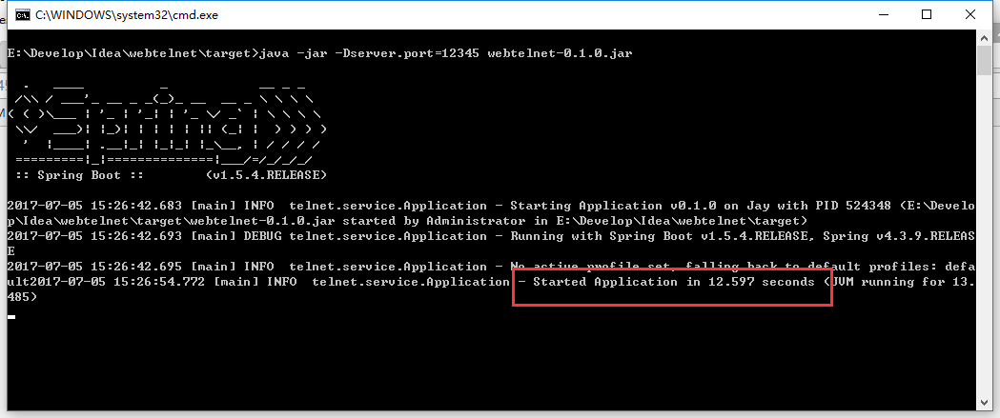 C:\WINDOWS\system32\cmd.exe
E:\Develop\Idea\webtelnet\target>java -jar -Dserver.port=12345 webtelnet-0.1.0.jar
  .   ____          _            __ _ _
 /\\ / ___'_ __ _ _(_)_ __  __ _ \ \ \ \
( ( )\___ | '_ | '_| | '_ \/ _` | \ \ \ \
 \\/  ___)| |_)| | | | | || (_| |  ) ) ) )
  '  |____| .__|_| |_|_| |_\__, | / / / /
 =========|_|==============|___/=/_/_/_/
 :: Spring Boot ::        (v1.5.4.RELEASE)
2017-07-05 15:26:42.683 [main] INFO  telnet.service.Application - Starting Application v0.1.0 on Jay with PID 524348 (E:\Develo
p\Idea\webtelnet\target\webtelnet-0.1.0.jar started by Administrator in E:\Develop\Idea\webtelnet\target)
2017-07-05 15:26:42.693 [main] DEBUG telnet.service.Application - Running with Spring Boot v1.5.4.RELEASE, Spring v4.3.9.RELEAS
E
2017-07-05 15:26:42.695 [main] INFO  telnet.service.Application - No active profile set, falling back to default profiles: defa
ult2017-07-05 15:26:54.772 [main] INFO  telnet.service.Application - Started Application in 12.597 seconds (JVM running for 13.
485)